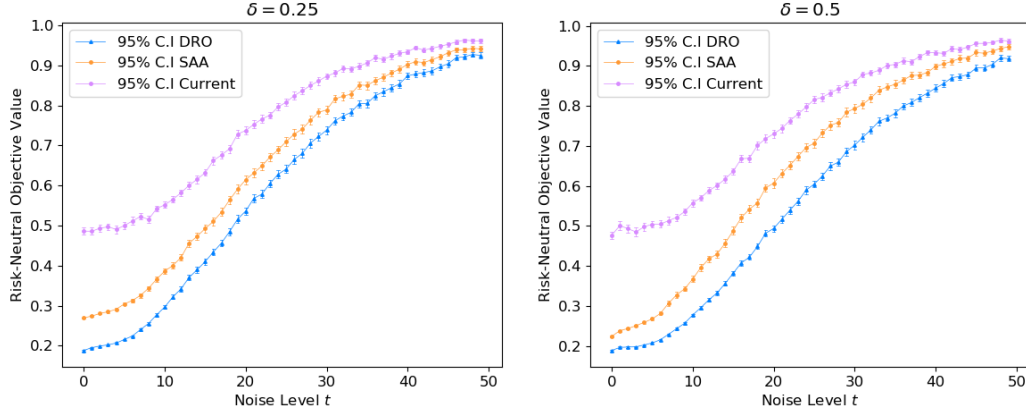 δ = 0.25
1.0
0.9
0.8
0.7
0.6
0.5
0.4
0.3
0.2
Risk-Neutral Objective Value
95% C.I DRO
95% C.I SAA
95% C.I Current
0 10 20 30 40 50
Noise Level t
δ = 0.5
1.0
0.9
0.8
0.7
0.6
0.5
0.4
0.3
0.2
Risk-Neutral Objective Value
95% C.I DRO
95% C.I SAA
95% C.I Current
0 10 20 30 40 50
Noise Level t